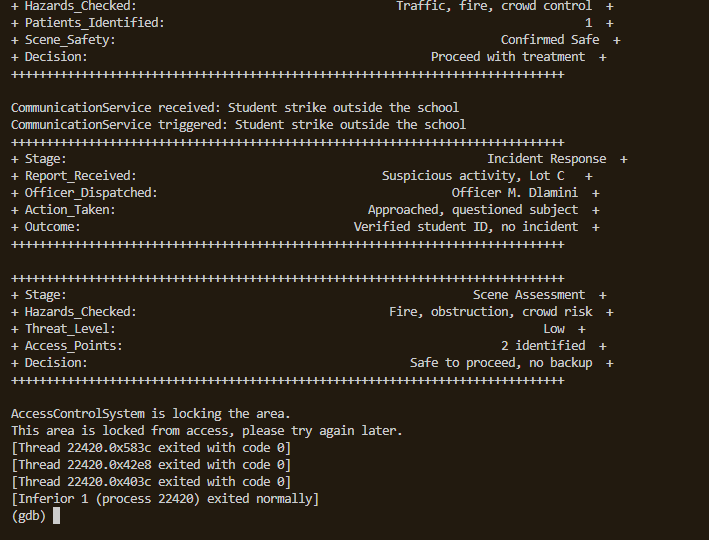 + Hazards_Checked: Traffic, fire, crowd control +
+ Patients_Identified: 1 +
+ Scene_Safety: Confirmed Safe +
+ Decision: Proceed with treatment +
+++++++++++++++++++++++++++++++++++++++++++++++++++++++++++++++++++++++++++++++
CommunicationService received: Student strike outside the school
CommunicationService triggered: Student strike outside the school
+++++++++++++++++++++++++++++++++++++++++++++++++++++++++++++++++++++++++++++++
+ Stage: Incident Response +
+ Report_Received: Suspicious activity, Lot C +
+ Officer_Dispatched: Officer M. Dlamini +
+ Action_Taken: Approached, questioned subject +
+ Outcome: Verified student ID, no incident +
+++++++++++++++++++++++++++++++++++++++++++++++++++++++++++++++++++++++++++++++
+++++++++++++++++++++++++++++++++++++++++++++++++++++++++++++++++++++++++++++++
+ Stage: Scene Assessment +
+ Hazards_Checked: Fire, obstruction, crowd risk +
+ Threat_Level: Low +
+ Access_Points: 2 identified +
+ Decision: Safe to proceed, no backup +
+++++++++++++++++++++++++++++++++++++++++++++++++++++++++++++++++++++++++++++++
AccessControlSystem is locking the area.
This area is locked from access, please try again later.
[Thread 22420.0x583c exited with code 0]
[Thread 22420.0x42e8 exited with code 0]
[Thread 22420.0x403c exited with code 0]
[Inferior 1 (process 22420) exited normally]
(gdb)